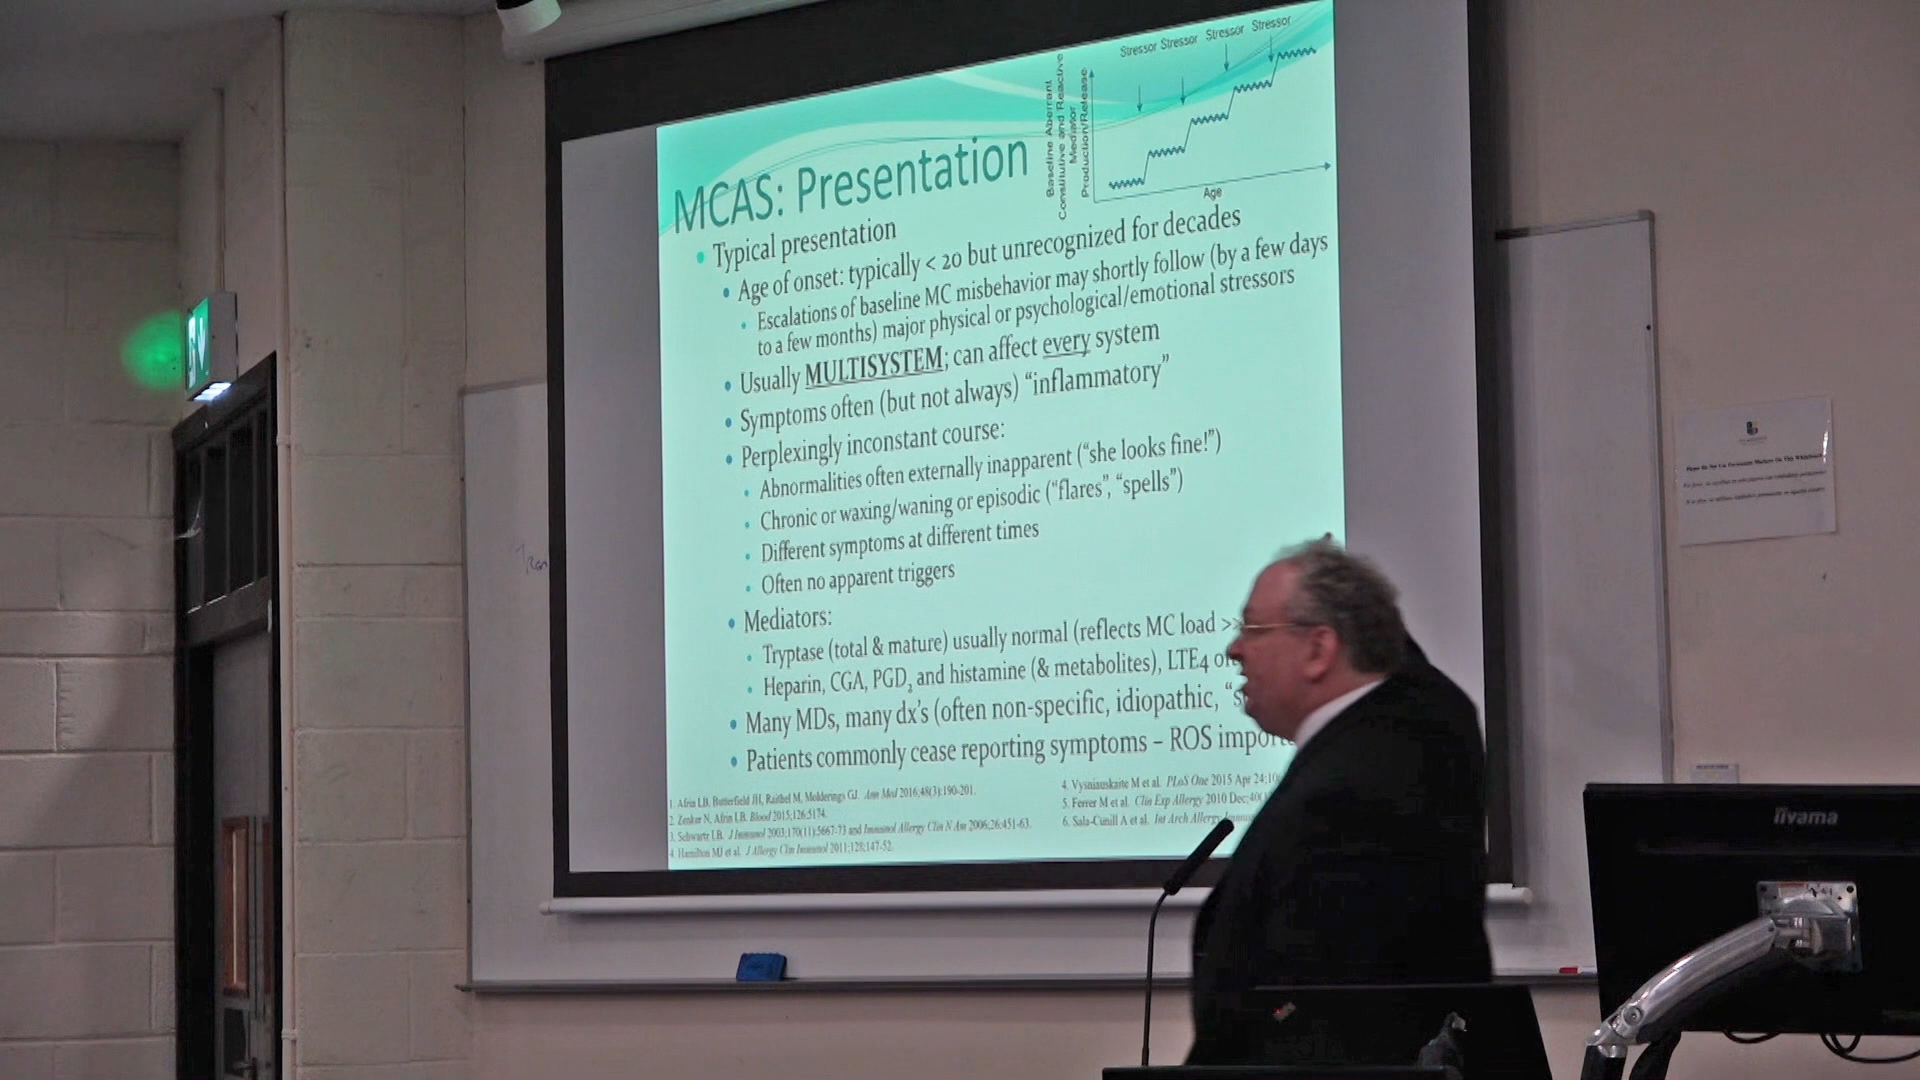 Stressor Stressor Stressor Stressor
Baseline Aberrant
Constitutive and Reactive
Mediator
Production/Release
Age
MCAS: Presentation
• Typical presentation
• Age of onset: typically < 20 but unrecognized for decades
• Escalations of baseline MC misbehavior may shortly follow (by a few days
to a few months) major physical or psychological/emotional stressors
• Usually MULTISYSTEM; can affect every system
• Symptoms often (but not always) “inflammatory”
• Perplexingly inconstant course:
• Abnormalities often externally inapparent (“she looks fine!”)
• Chronic or waxing/waning or episodic (“flares”, “spells”)
• Different symptoms at different times
• Often no apparent triggers
• Mediators:
• Tryptase (total & mature) usually normal (reflects MC load >>
• Heparin, CGA, PGD2 and histamine (& metabolites), LTE4
• Many MDs, many dx's (often non-specific, idiopathic,
• Patients commonly cease reporting symptoms – ROS
1. Afrin LB, Butterfield JH, Raithel M, Molderings GJ. Ann Med 2016;48(3):190-201.
2. Zenker N, Afrin LB. Blood 2015;126:5174.
3. Schwartz LB. J Immunol 2003;170(11):5667-73 and Immunol Allergy Clin N Am 2006;26:451-63.
4. Hamilton MJ et al. J Allergy Clin Immunol 2011;128:147-52.
4. Vysniauskaite M et al. PLoS One 2015 Apr 24;10
5. Ferrer M et al. Clin Exp Allergy 2010 Dec;40(
6. Sala-Cunill A et al. Int Arch Allergy
iiyama